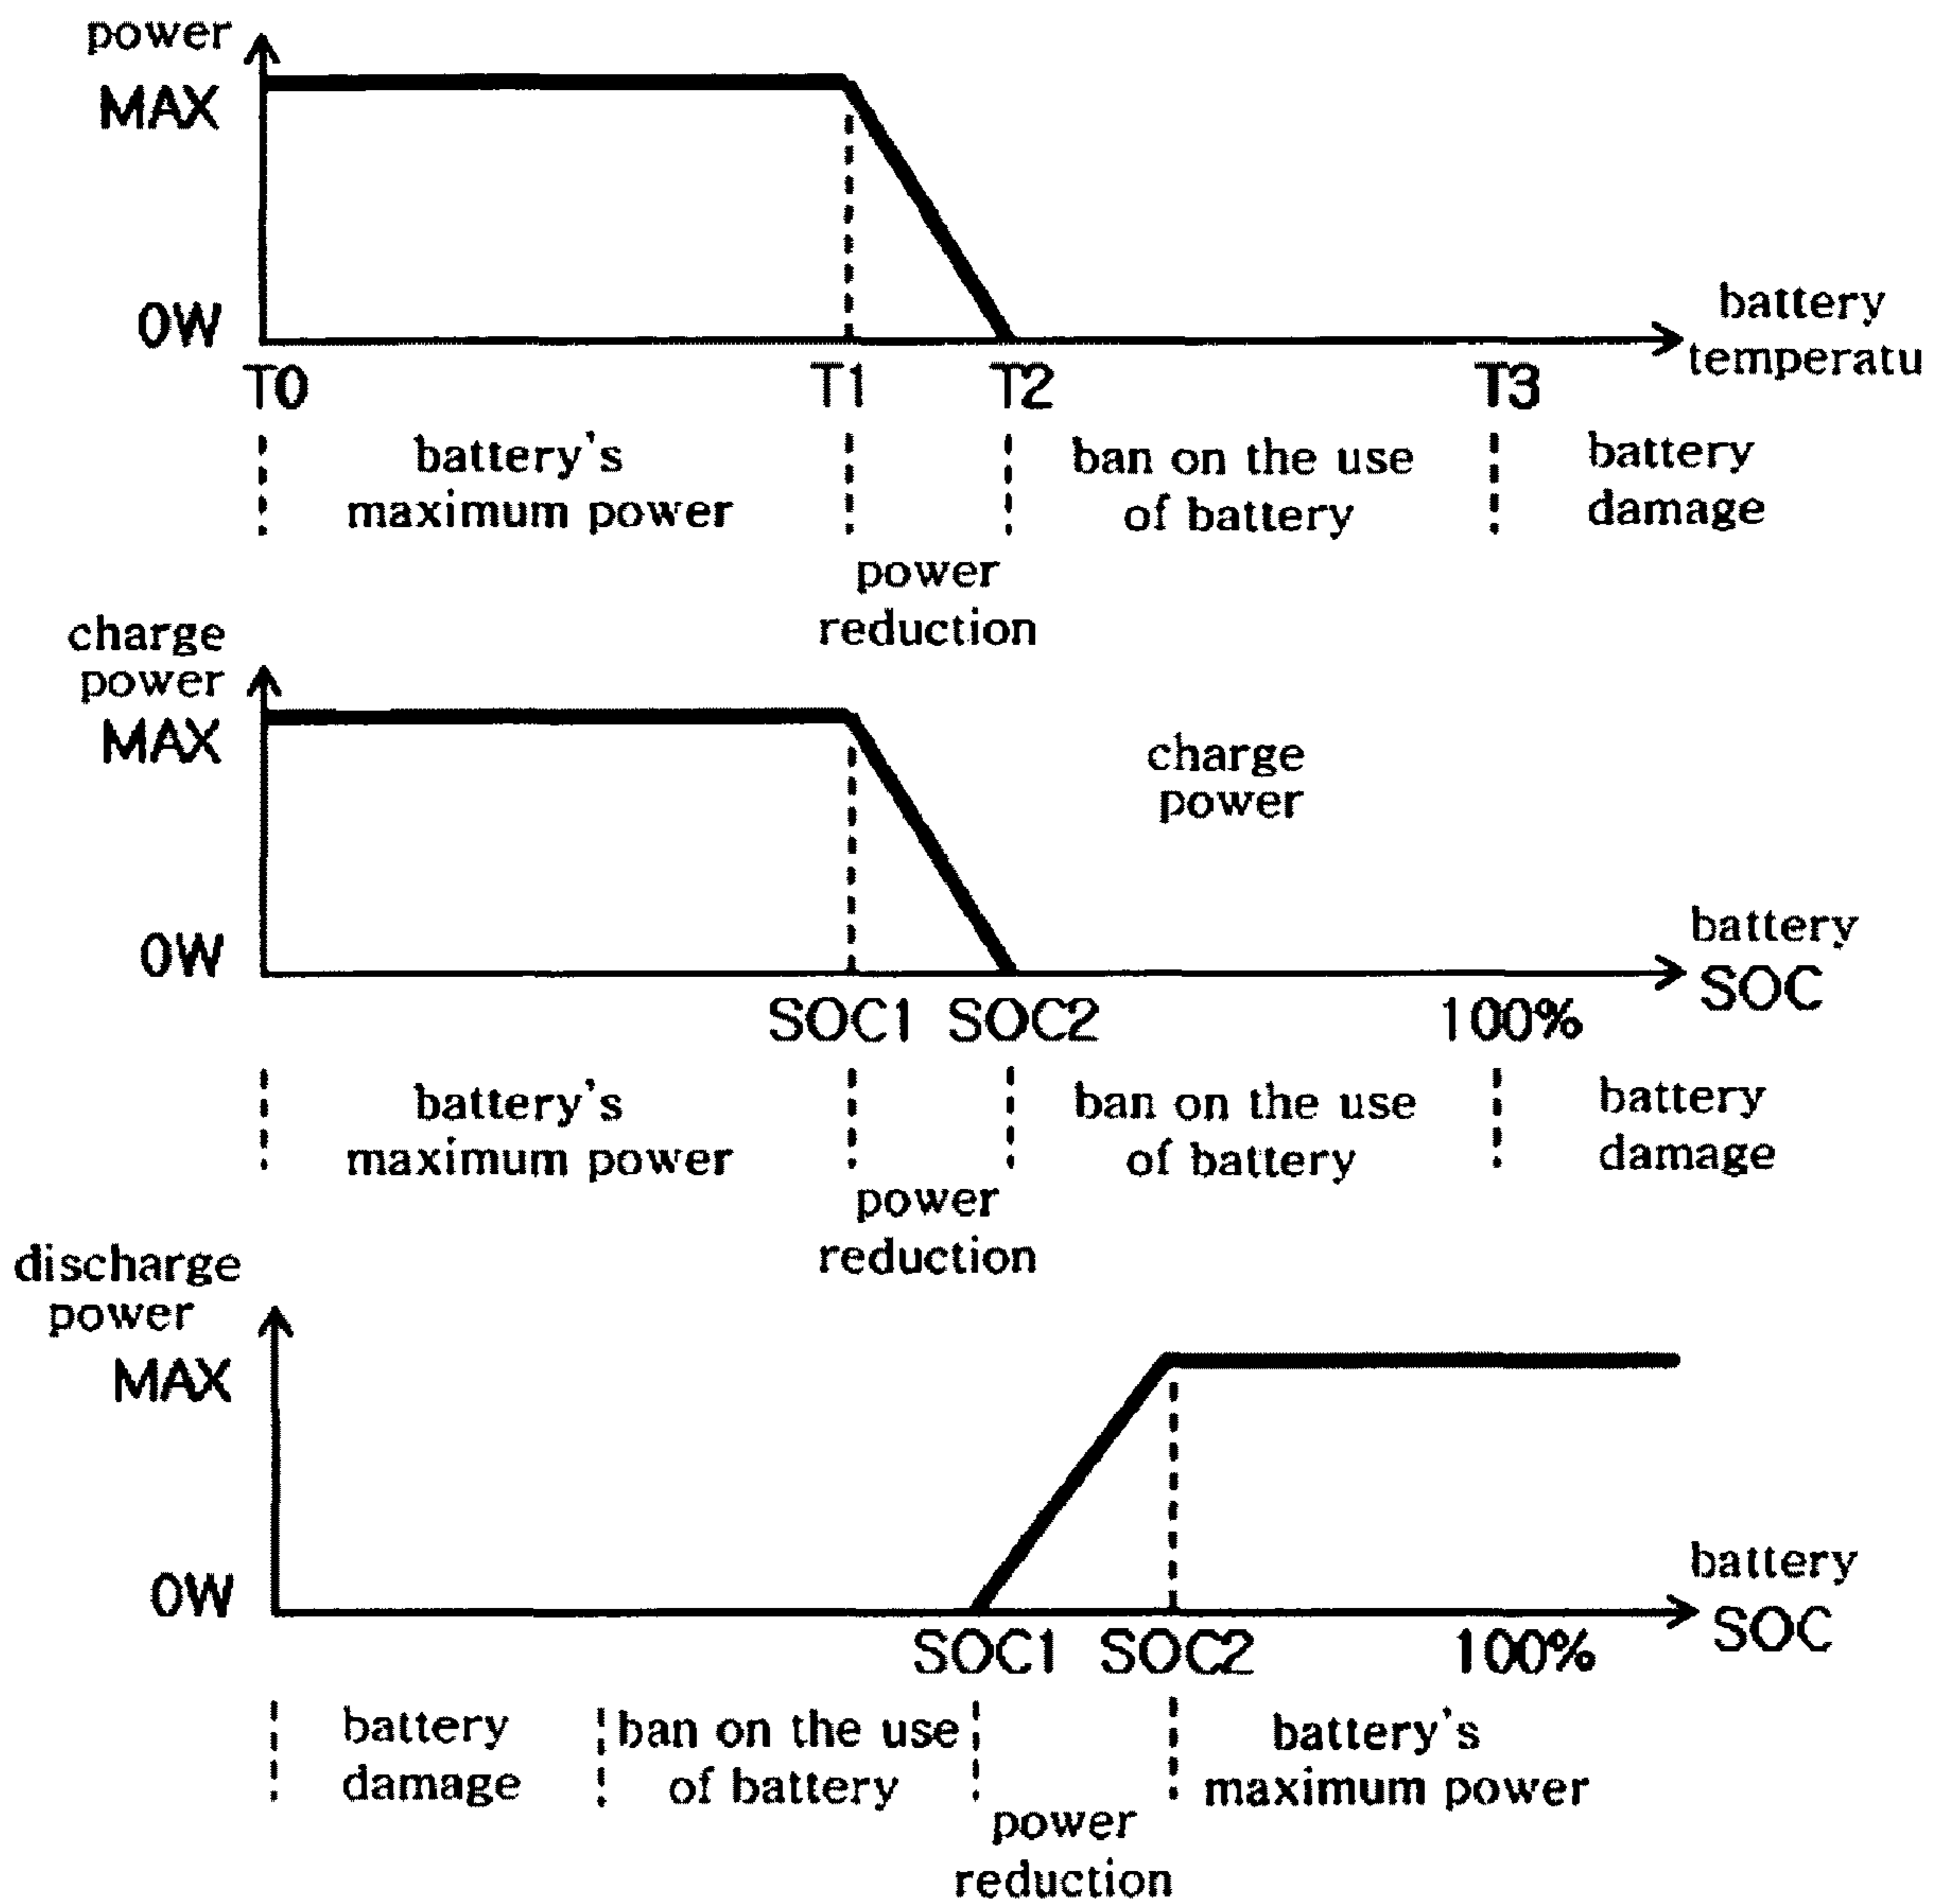 power
MAX
0W
battery
temperatu
T0 T1 T2 T3
battery's
maximum power
power
reduction
ban on the use
of battery
battery
damage
charge
power
MAX
charge
power
0W
battery
SOC
SOC1 SOC2 100%
battery's
maximum power
power
reduction
ban on the use
of battery
battery
damage
discharge
power
MAX
0W
battery
SOC
SOC1 SOC2 100%
battery
damage
ban on the use
of battery
power
reduction
battery's
maximum power